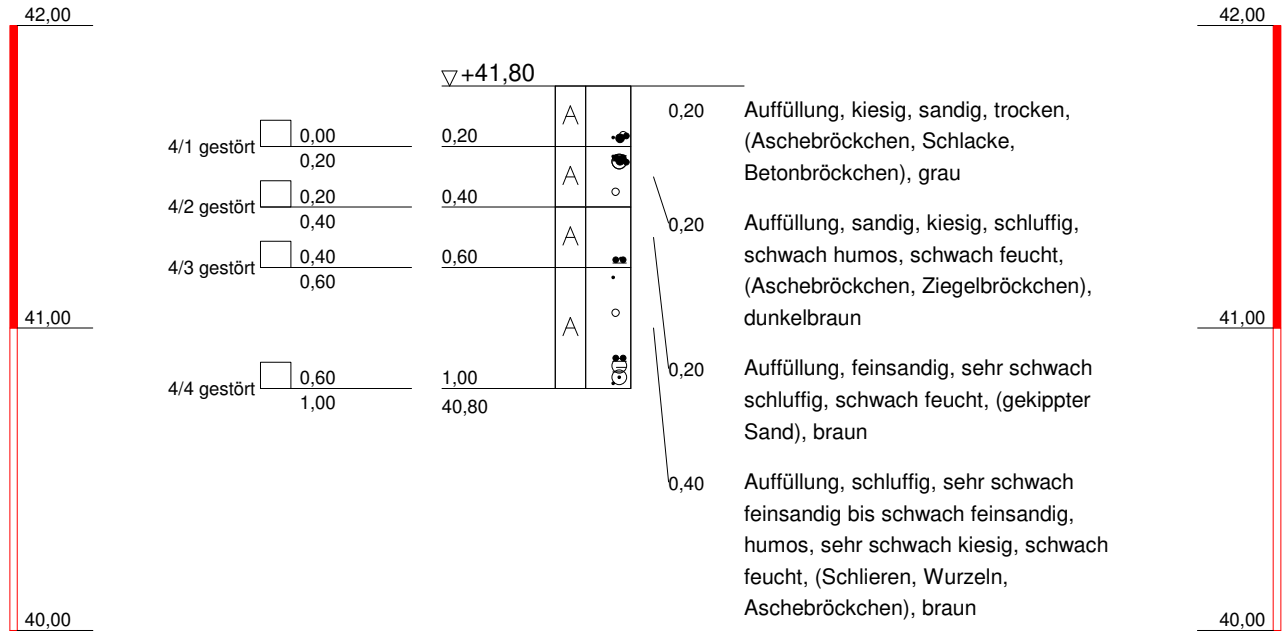 42,00
42,00
+41,80
A
0,20 Auffüllung, kiesig, sandig, trocken,
(Aschebröckchen, Schlacke,
Betonbröckchen), grau
4/1 gestört 0,00
0,20
0,20
A
0,20 Auffüllung, sandig, kiesig, schluffig,
schwach humos, schwach feucht,
(Aschebröckchen, Ziegelbröckchen),
dunkelbraun
4/2 gestört 0,20
0,40
0,40
A
4/3 gestört 0,40
0,60
0,60
41,00
41,00
A
0,20 Auffüllung, feinsandig, sehr schwach
schluffig, schwach feucht, (gekippter
Sand), braun
4/4 gestört 0,60
1,00
1,00
40,80
0,40 Auffüllung, schluffig, sehr schwach
feinsandig bis schwach feinsandig,
humos, sehr schwach kiesig, schwach
feucht, (Schlieren, Wurzeln,
Aschebröckchen), braun
40,00
40,00